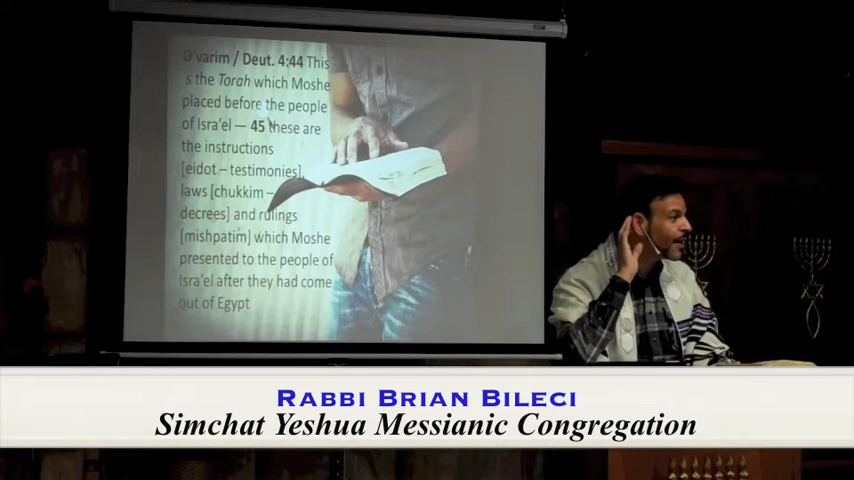 D'varim / Deut. 4:44 This
s the Torah which Moshe
placed before the people
of Isra'el — 45 these are
the instructions
[eidot – testimonies],
laws [chukkim –
decrees] and rulings
[mishpatim] which Moshe
presented to the people of
Isra'el after they had come
out of Egypt
RABBI BRIAN BILECI
Simchat Yeshua Messianic Congregation